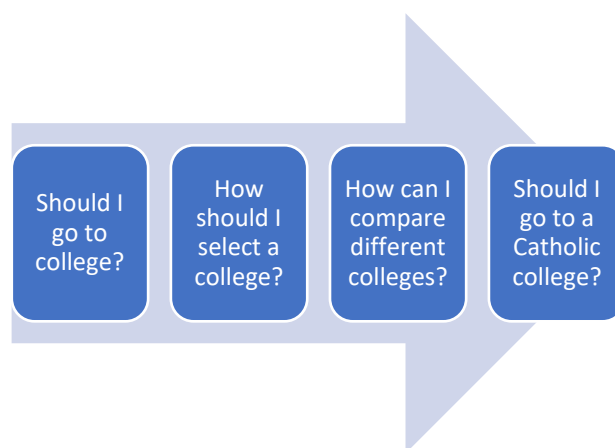 Should I
go to
college?
How
should I
select a
college?
How can I
compare
different
colleges?
Should I
go to a
Catholic
college?